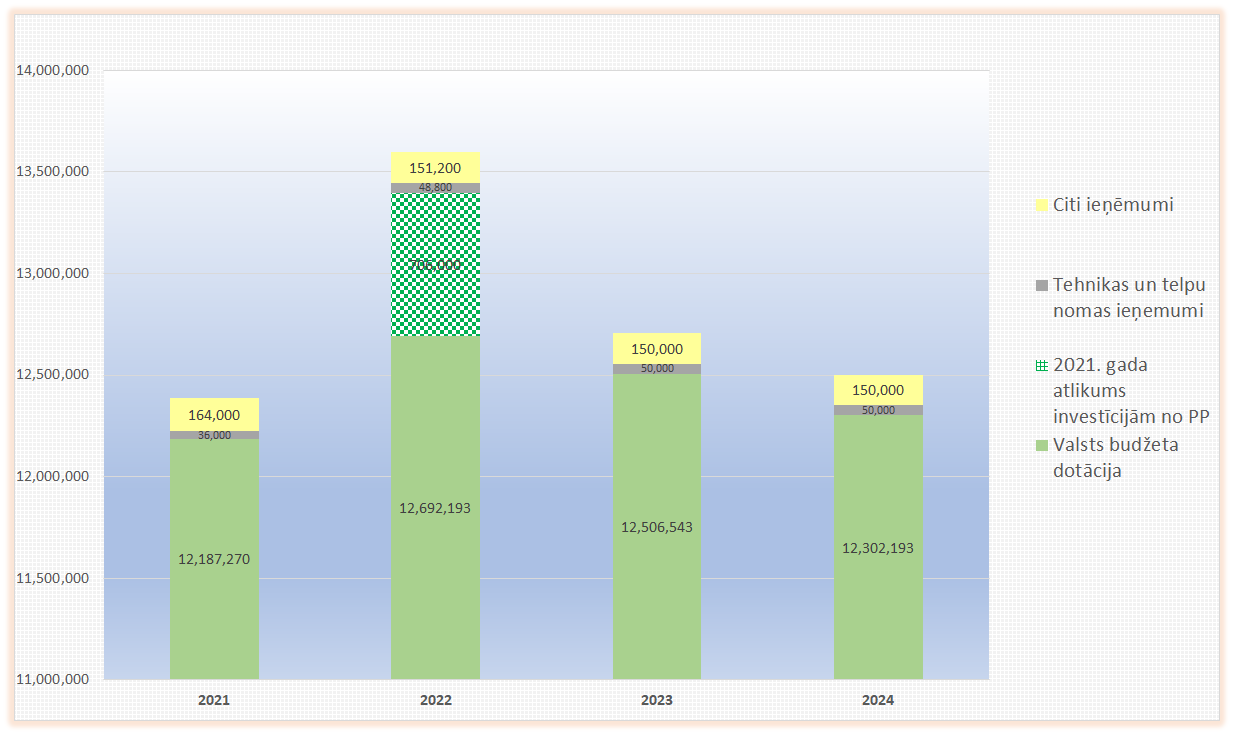 14,000,000
13,500,000
13,000,000
12,500,000
12,000,000
11,500,000
11,000,000
164,000
36,000
12,187,270
151,200
48,800
12,692,193
150,000
50,000
12,506,543
150,000
50,000
12,302,193
2021
2022
2023
2024
Citi ieņēmumi
Tehnikas un telpu
nomas ieņemumi
2021. gada
atlikums
investīcijām no PP
Valsts budžeta
dotācija